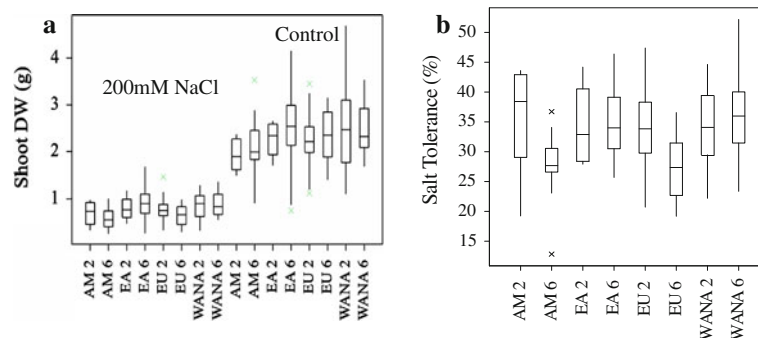 a
Control
200mM NaCl
Shoot DW (g)
4
3
2
1
AM 2
AM 6
EA 2
EA 6
EU 2
EU 6
WANA 2
WANA 6
AM 2
AM 6
EA 2
EA 6
EU 2
EU 6
WANA 2
WANA 6
b
Salt Tolerance (%)
50
45
40
35
30
25
20
15
AM 2
AM 6
EA 2
EA 6
EU 2
EU 6
WANA 2
WANA 6